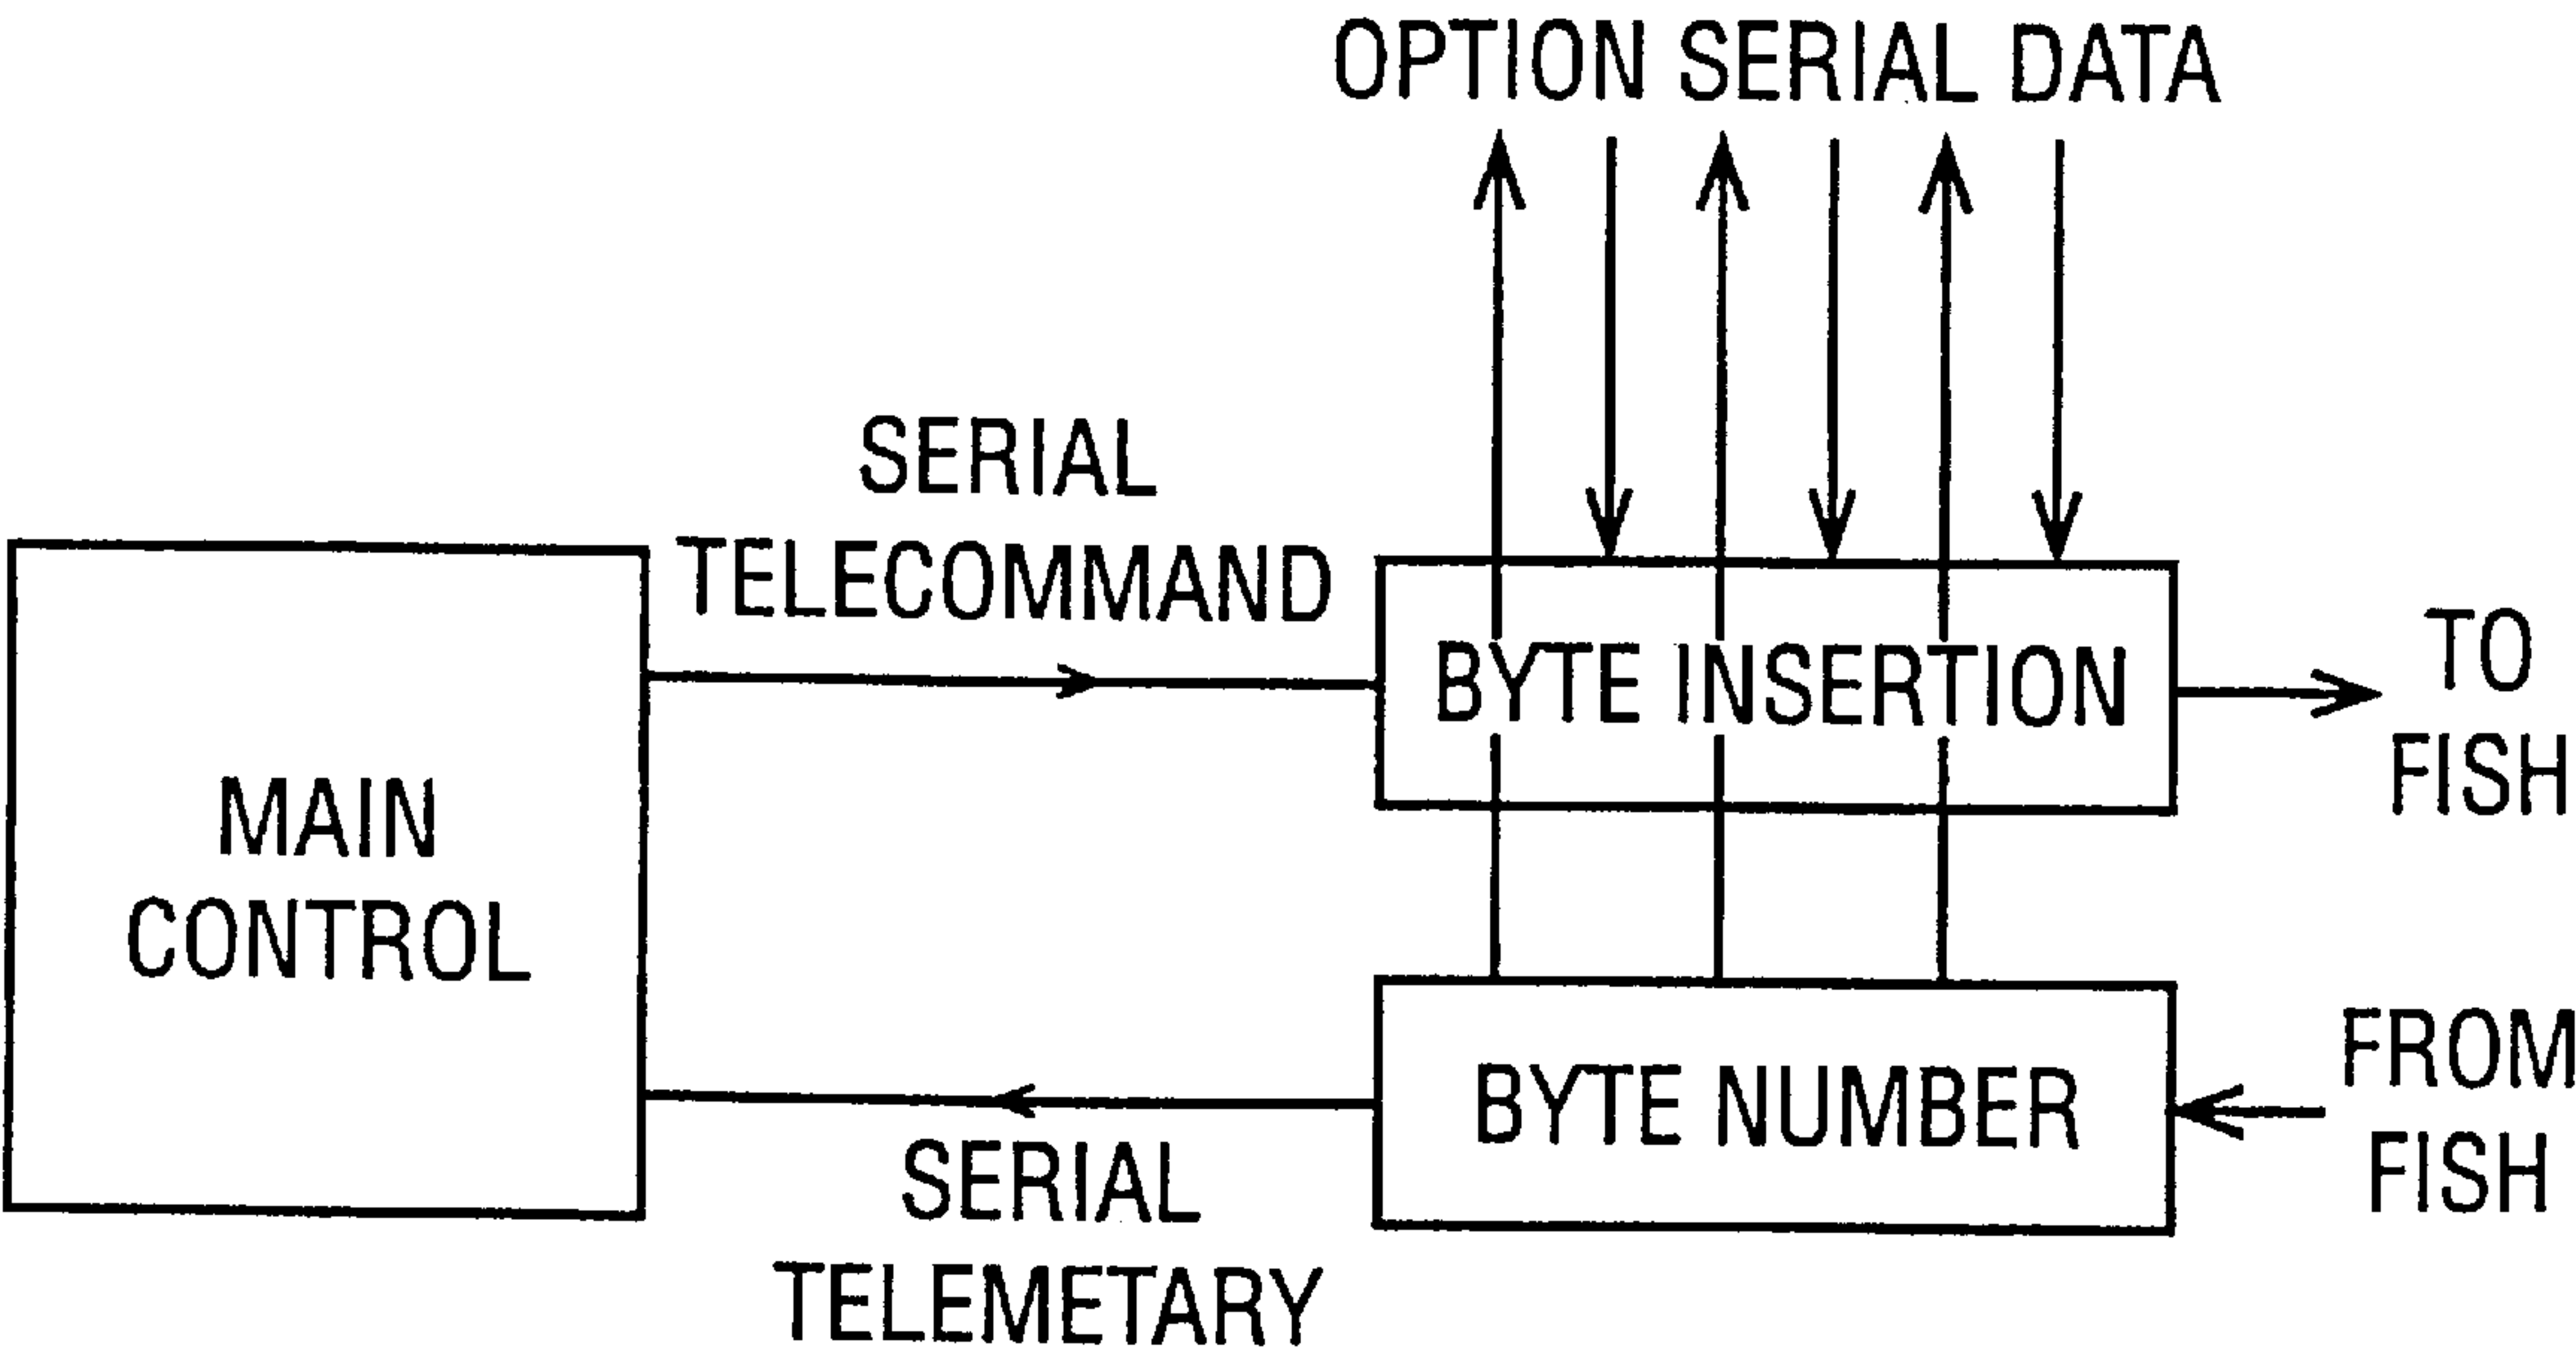 OPTION SERIAL DATA
SERIAL
TELECOMMAND
BYTE INSERTION
TO
FISH
MAIN
CONTROL
BYTE NUMBER
FROM
FISH
SERIAL
TELEMETARY